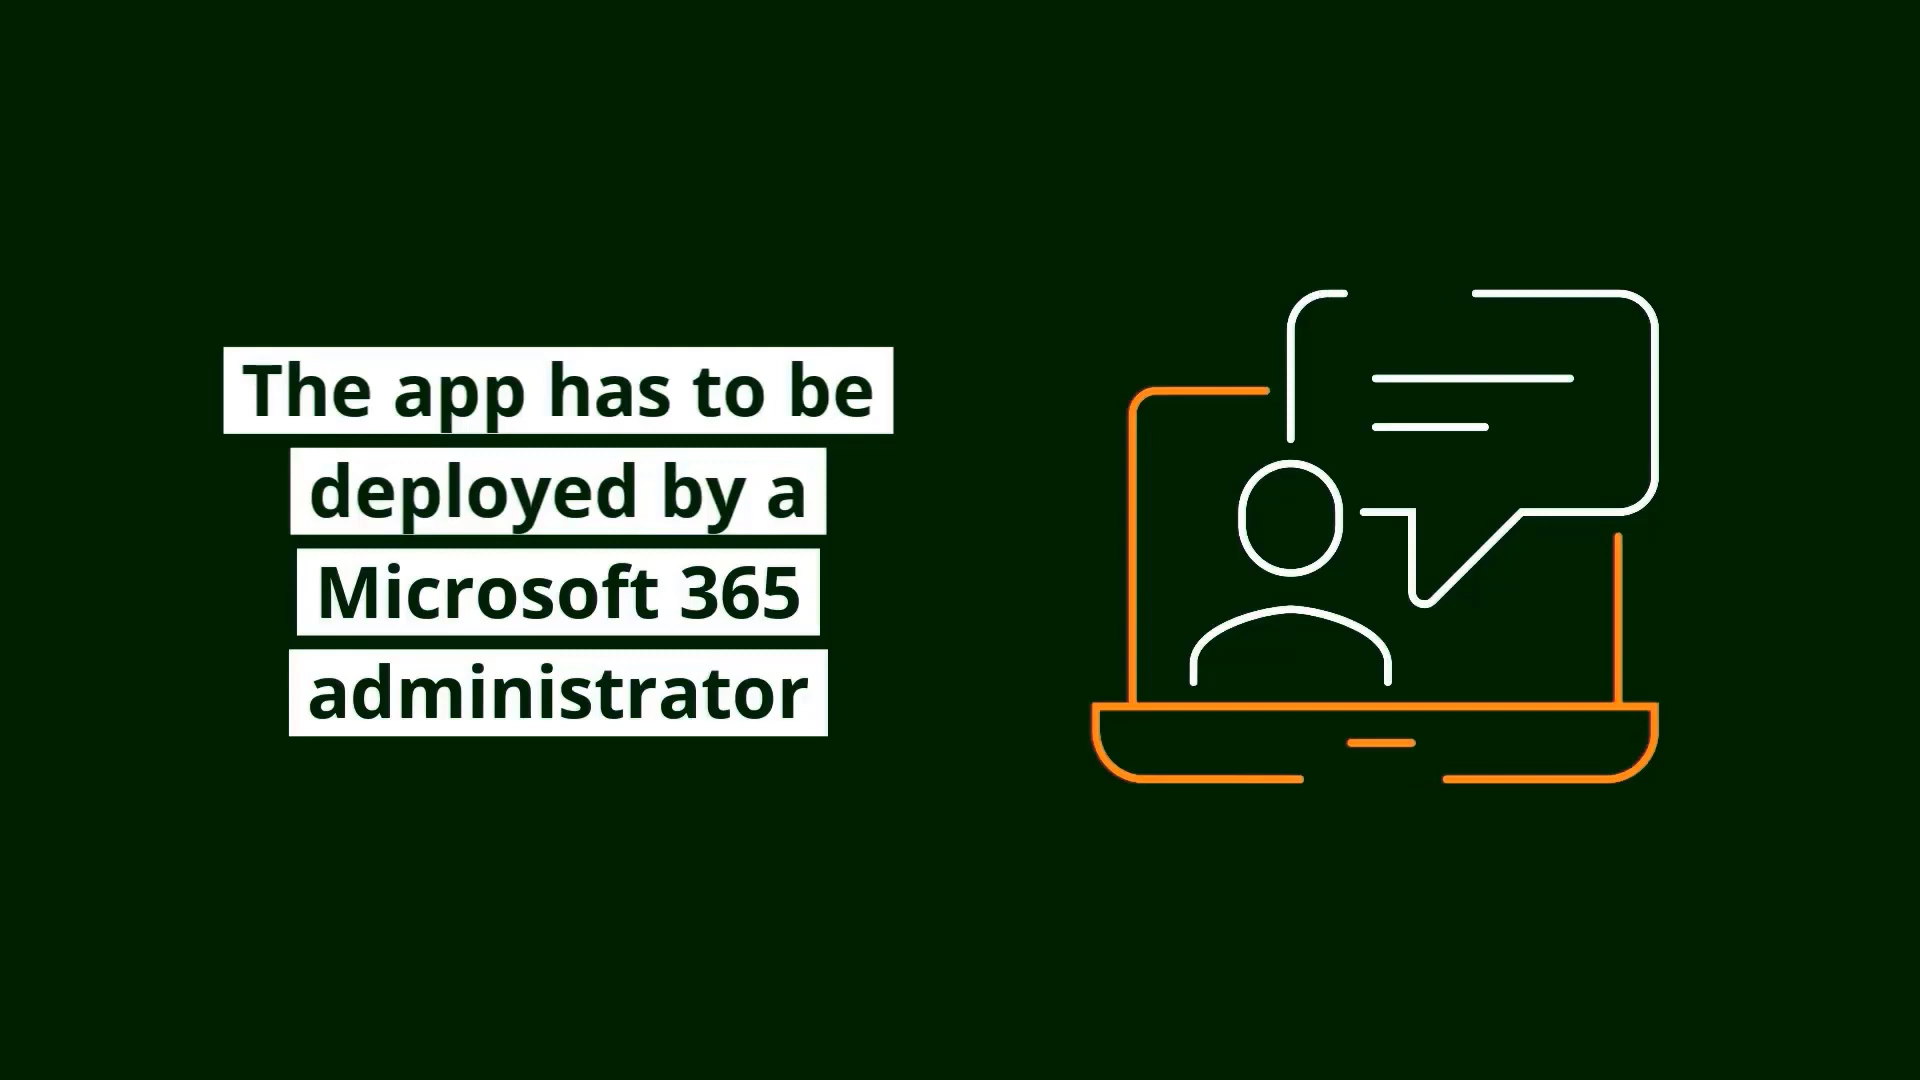 The app has to be
deployed by a
Microsoft 365
administrator